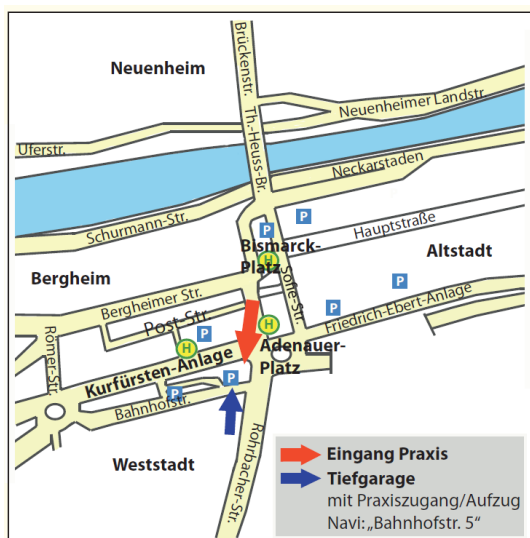 Neuenheim
Brückenstr.
Th.-Heuss-Br.
Neuenheimer Landstr.
Uferstr.
Neckarstaden
Schurmann-Str.
P
P
Hauptstraße
Bismarck-
Platz
H
Sofie-Str.
Altstadt
Bergheim
P
Bergheimer Str.
Post-Str.
P
P
Friedrich-Ebert-Anlage
H
Adenauer-
Platz
Römer-Str.
H
Kurfürsten-Anlage
P
P
Bahnhofstr.
Rohrbacher-Str.
Weststadt
Eingang Praxis
Tiefgarage
mit Praxiszugang/Aufzug
Navi: „Bahnhofstr. 5“